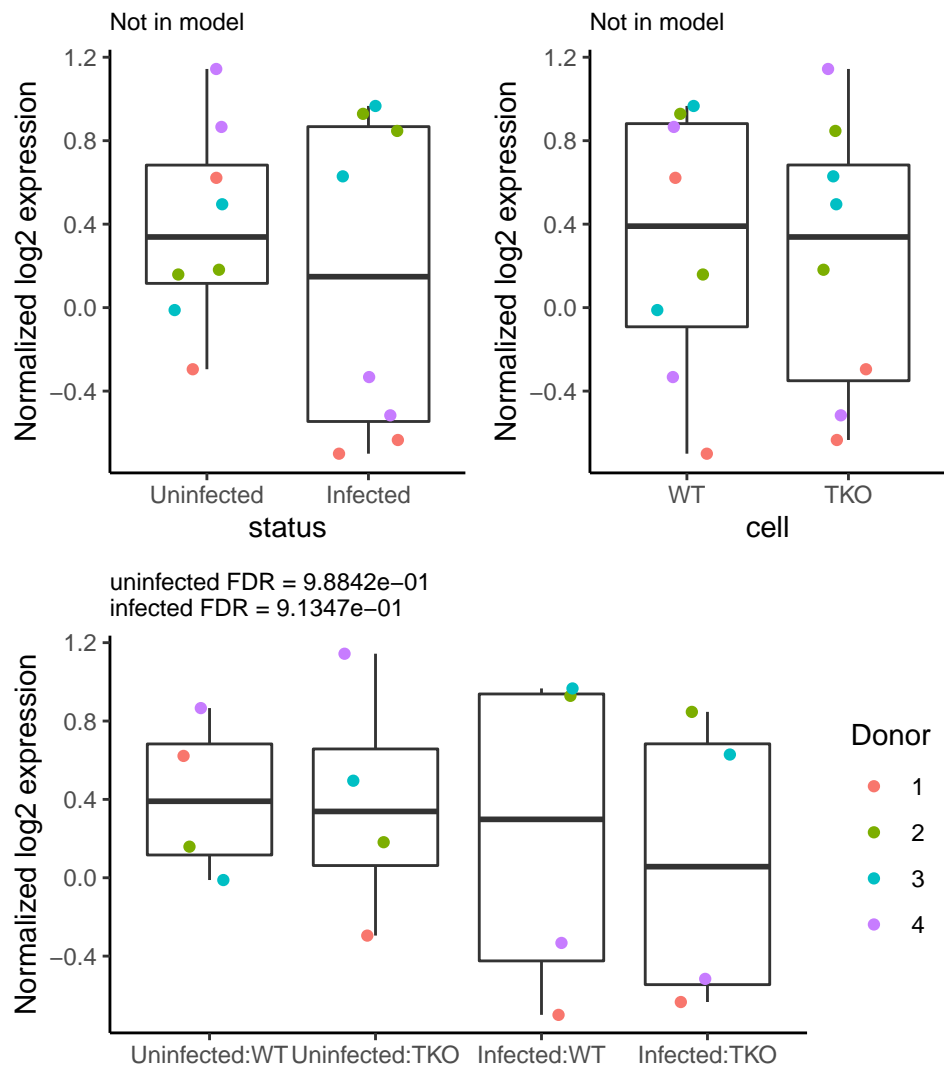 Not in model
Normalized log2 expression
1.2
0.8
0.4
0.0
−0.4
Uninfected Infected
status
Not in model
Normalized log2 expression
1.2
0.8
0.4
0.0
−0.4
WT TKO
cell
uninfected FDR = 9.8842e−01
infected FDR = 9.1347e−01
Normalized log2 expression
1.2
0.8
0.4
0.0
−0.4
Uninfected:WT Uninfected:TKO Infected:WT Infected:TKO
Donor
1
2
3
4